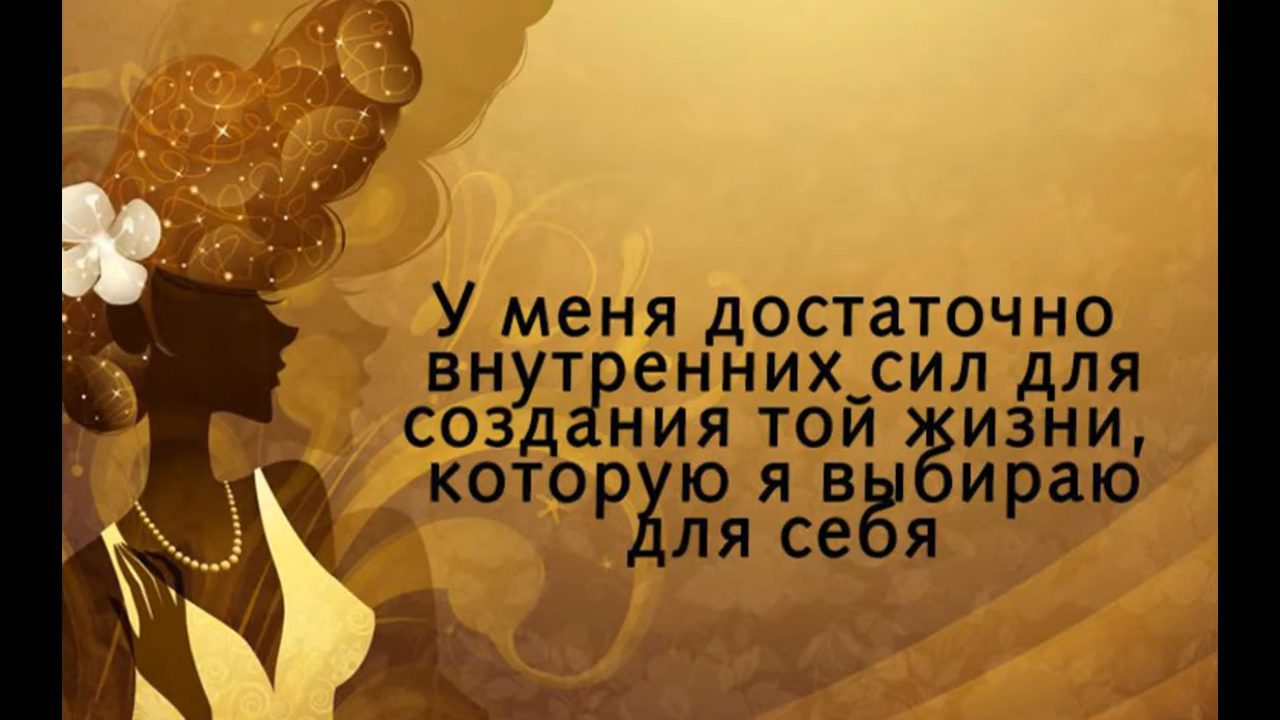 У меня достаточно
внутренних сил для
создания той жизни,
которую я выбираю
для себя